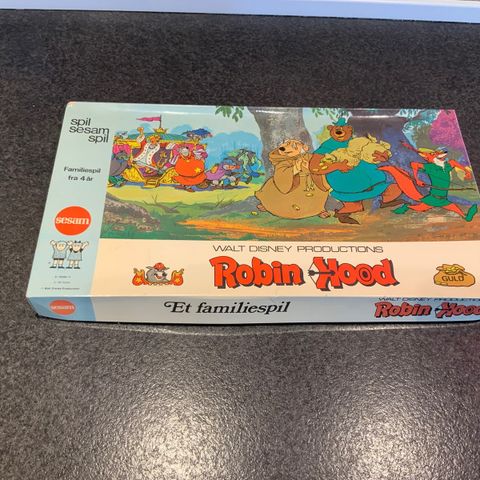 spil
sesam
spil
Familiespil
fra 4 år
sesam
WALT DISNEY PRODUCTIONS
Robin Hood
GULD
sesam
Et familiespil
WALT DISNEY PRODUCTIONS
Robin Hood